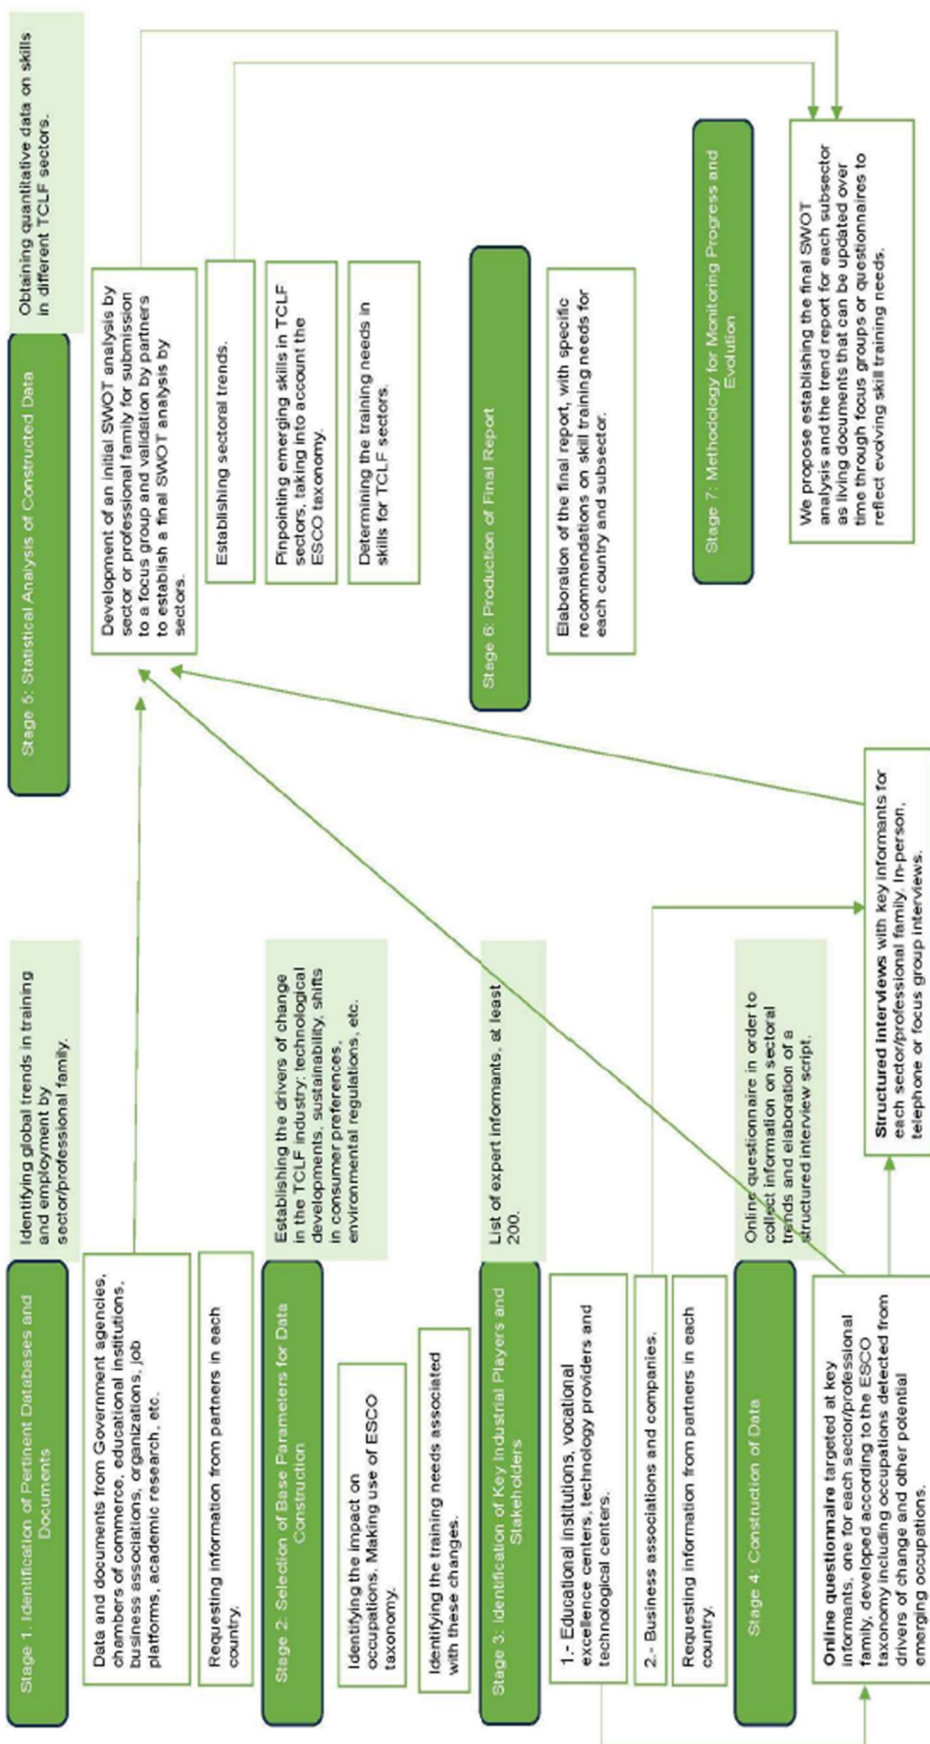 Stage 1. Identification of Pertinent Databases and
Documents
Identifying global trends in training
and employment by
sector/professional family.
Data and documents from Government agencies,
chambers of commerce, educational institutions,
business associations, organizations, job
platforms, academic research, etc.
Requesting information from partners in each
country.
Stage 2: Selection of Base Parameters for Data
Construction
Establishing the drivers of change
in the TCLF industry: technological
developments, sustainability, shifts
in consumer preferences,
environmental regulations, etc.
Identifying the impact on
occupations. Making use of ESCO
taxonomy.
Identifying the training needs associated
with these changes.
Stage 3: Identification of Key Industrial Players and
Stakeholders
List of expert informants, at least
200.
1.- Educational institutions, vocational
excellence centers, technology providers and
technological centers.
2.- Business associations and companies.
Requesting information from partners in each
country.
Stage 4: Construction of Data
Online questionnaire in order to
collect information on sectoral
trends and elaboration of a
structured interview script.
Online questionnaire targeted at key
informants, one for each sector/professional
family, developed according to the ESCO
taxonomy including occupations detected from
drivers of change and other potential
emerging occupations.
Structured interviews with key informants for
each sector/professional family. In-person,
telephone or focus group interviews.
Stage 5: Statistical Analysis of Constructed Data
Obtaining quantitative data on skills
in different TCLF sectors.
Development of an initial SWOT analysis by
sector or professional family for submission
to a focus group and validation by partners
to establish a final SWOT analysis by
sectors.
Establishing sectoral trends.
Pinpointing emerging skills in TCLF
sectors, taking into account the
ESCO taxonomy.
Determining the training needs in
skills for TCLF sectors.
Stage 6: Production of Final Report
Elaboration of the final report, with specific
recommendations on skill training needs for
each country and subsector.
Stage 7: Methodology for Monitoring Progress and
Evolution
We propose establishing the final SWOT
analysis and the trend report for each subsector
as living documents that can be updated over
time through focus groups or questionnaires to
reflect evolving skill training needs.